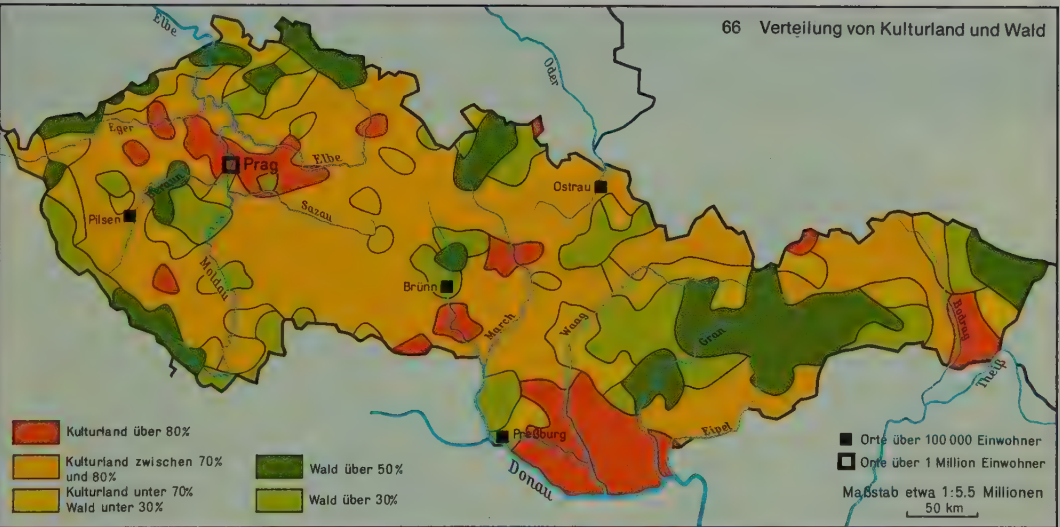 66 Verteilung von Kulturland und Wald
Elbe
Oder
Eger
Prag
Elbe
Beraun
Ostrau
Pilsen
Sazau
Moldau
Brünn
March
Waag
Gran
Bodrag
Theiß
Preßburg
Eipel
Donau
Kulturland über 80%
Kulturland zwischen 70%
und 80%
Kulturland unter 70%
Wald unter 30%
Wald über 50%
Wald über 30%
Orte über 100 000 Einwohner
Orte über 1 Million Einwohner
Maßstab etwa 1:5.5 Millionen
50 km